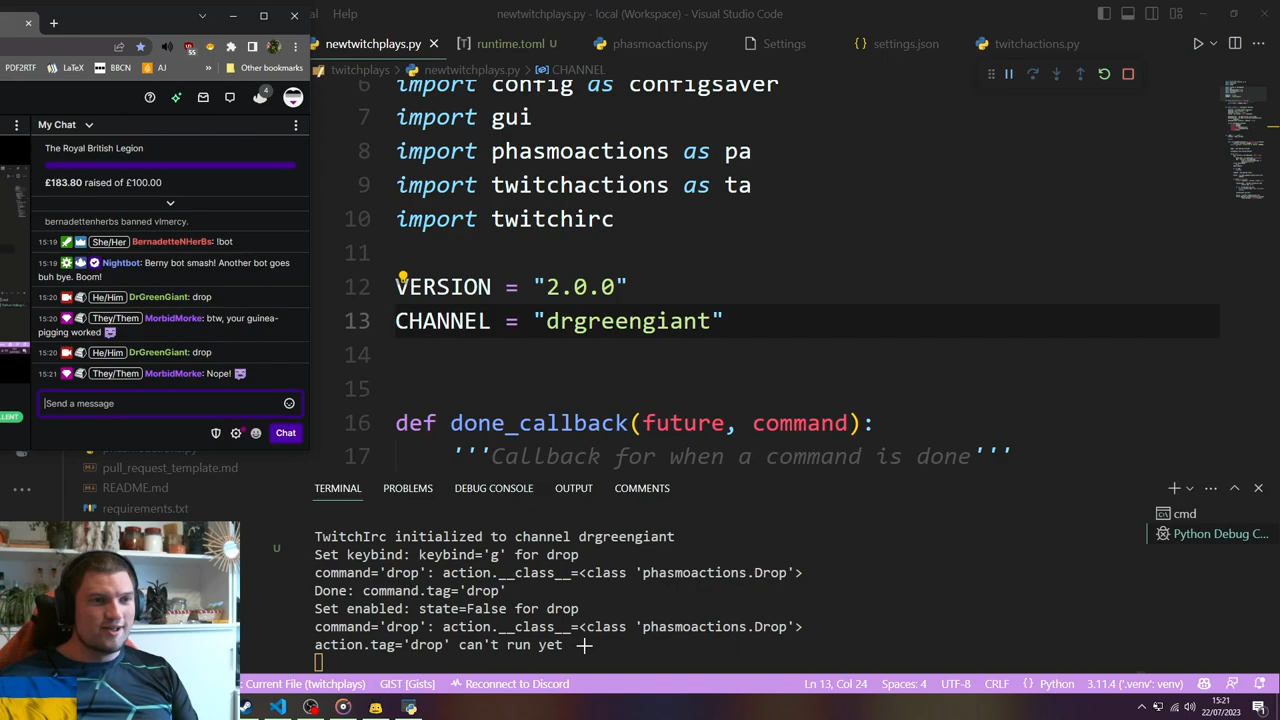 Help
newtwitchplays.py - local (Workspace) - Visual Studio Code
newtwitchplays.py
runtime.toml
phasmoactions.py
Settings
settings.json
twitchactions.py
55
PDF2RTF
LaTeX
BBCN
AJ
»
Other bookmarks
twitchplays > newtwitchplays.py > CHANNEL
4
My Chat
The Royal British Legion
£183.80 raised of £100.00
bernadettenherbs banned vlmercy.
15:19 She/Her BernadetteNHerBs: !bot
15:19 Nightbot: Berny bot smash! Another bot goes
buh bye. Boom!
15:20 He/Him DrGreenGiant: drop
15:20 They/Them MorbidMorke: btw, your guinea-
pigging worked
15:20 He/Him DrGreenGiant: drop
15:21 They/Them MorbidMorke: Nope!
Send a message
Chat
6 import config as configsaver
7 import gui
8 import phasmoactions as pa
9 import twitchactions as ta
10 import twitchirc
11
12 VERSION = "2.0.0"
13 CHANNEL = "drgreengiant"
14
15
16 def done_callback(future, command):
17 '''Callback for when a command is done'''
pull_request_template.md
README.md
requirements.txt
U
TERMINAL
PROBLEMS
DEBUG CONSOLE
OUTPUT
COMMENTS
cmd
Python Debug C...
TwitchIrc initialized to channel drgreengiant
Set keybind: keybind='g' for drop
command='drop': action.__class__=<class 'phasmoactions.Drop'>
Done: command.tag='drop'
Set enabled: state=False for drop
command='drop': action.__class__=<class 'phasmoactions.Drop'>
action.tag='drop' can't run yet
: Current File (twitchplays)
GIST [Gists]
Reconnect to Discord
Ln 13, Col 24
Spaces: 4
UTF-8
CRLF
Python
3.11.4 ('.venv': venv)
15:21
22/07/2023